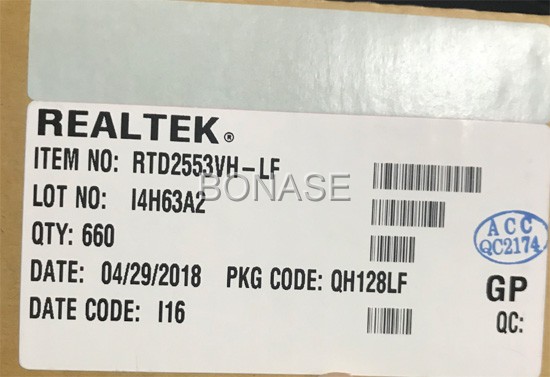 REALTEK®
ITEM NO: RTD2553VH-LF
BONASE
LOT NO: I4H63A2
QTY: 660
ACC
QC2174
DATE: 04/29/2018 PKG CODE: QH128LF
GP
DATE CODE: I16
QC: